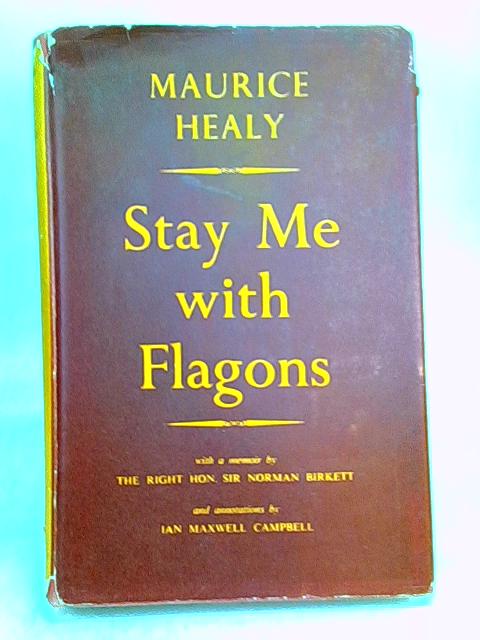 MAURICE
HEALY
Stay Me
with
Flagons
with a memoir by
THE RIGHT HON. SIR NORMAN BIRKETT
and annotations by
IAN MAXWELL CAMPBELL